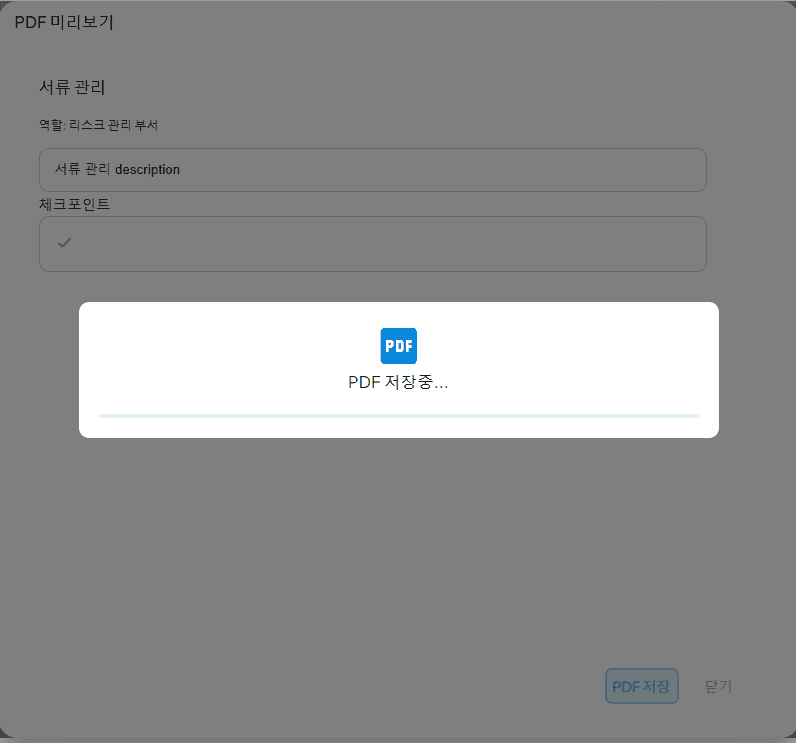 PDF 미리보기
서류 관리
역할: 리스크 관리 부서
서류 관리 description
체크포인트
PDF
PDF 저장중...
PDF 저장
닫기